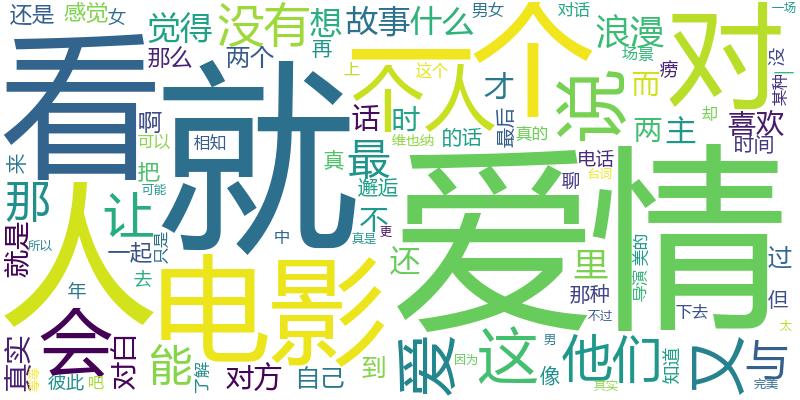 还是
感觉
女
觉得
没有
想
故事
什么
男女
对话
浪漫
对
一场
那么
两个
再
一个
场景
看
就
上
这个
个人
才
而
痨
没
某种
说
啊
话
时
最后
却
喜欢
来
可以
相知
维也纳
的话
真的
两
主
时间
把
真
最
电话
台词
那
人
可能
邂逅
聊
爱情
让
不
就是
所以
一起
只是
中
真是
更
还
里
导演
美的
过
去
电影
那种
但
年
不过
下去
会
太
真实
对白
能
到
爱
这
因为
男
他们
知道
又
与
彼此
吧
了解
对方
自己
像
真实
完美